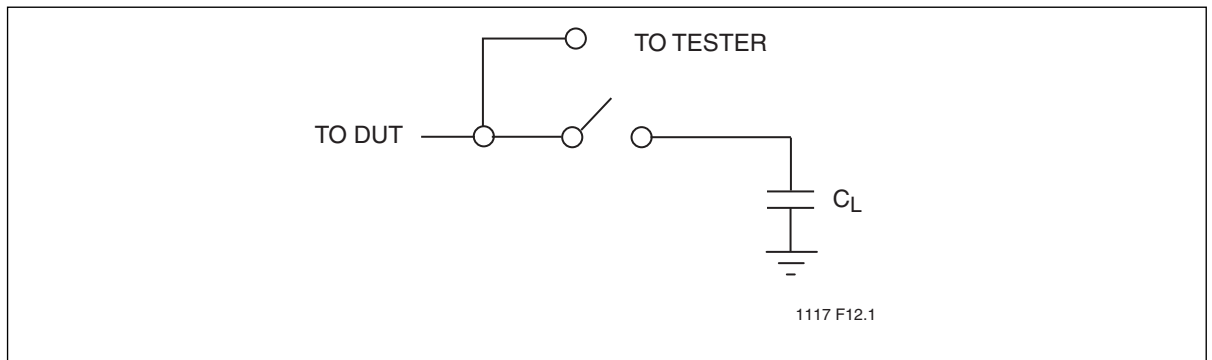 TO TESTER
TO DUT
CL
1117 F12.1